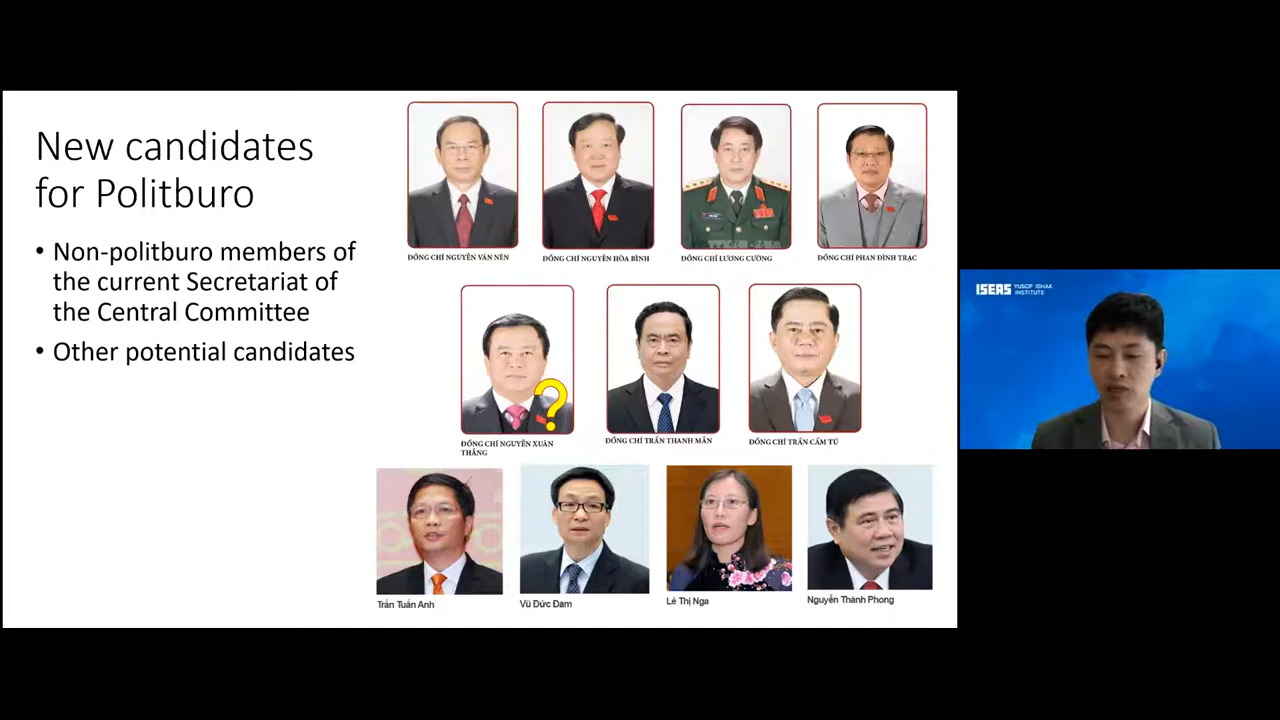 New candidates
for Politburo
• Non-politburo members of
the current Secretariat of
the Central Committee
• Other potential candidates
ĐỒNG CHÍ NGUYỄN VĂN NÊN
ĐỒNG CHÍ NGUYỄN HÒA BÌNH
ĐỒNG CHÍ LƯƠNG CƯỜNG
ĐỒNG CHÍ PHAN ĐÌNH TRẠC
?
ĐỒNG CHÍ NGUYỄN XUÂN
THẮNG
ĐỒNG CHÍ TRẦN THANH MẪN
ĐỒNG CHÍ TRẦN CẨM TÚ
Trần Tuấn Anh
Vũ Đức Đam
Lê Thị Nga
Nguyễn Thành Phong
ISEAS YUSOF ISHAK
INSTITUTE